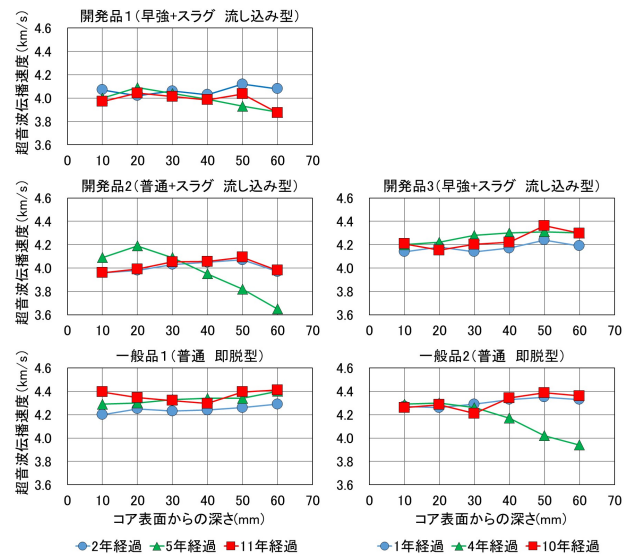 開発品1(早強+スラグ 流し込み型)
超音波伝播速度(km/s)
4.6
4.4
4.2
4.0
3.8
3.6
0 10 20 30 40 50 60 70
開発品2(普通+スラグ 流し込み型)
超音波伝播速度(km/s)
4.6
4.4
4.2
4.0
3.8
3.6
0 10 20 30 40 50 60 70
開発品3(早強+スラグ 流し込み型)
4.6
4.4
4.2
4.0
3.8
3.6
0 10 20 30 40 50 60 70
一般品1(普通 即脱型)
超音波伝播速度(km/s)
4.6
4.4
4.2
4.0
3.8
3.6
0 10 20 30 40 50 60 70
コア表面からの深さ(mm)
2年経過 5年経過 11年経過
一般品2(普通 即脱型)
4.6
4.4
4.2
4.0
3.8
3.6
0 10 20 30 40 50 60 70
コア表面からの深さ(mm)
1年経過 4年経過 10年経過